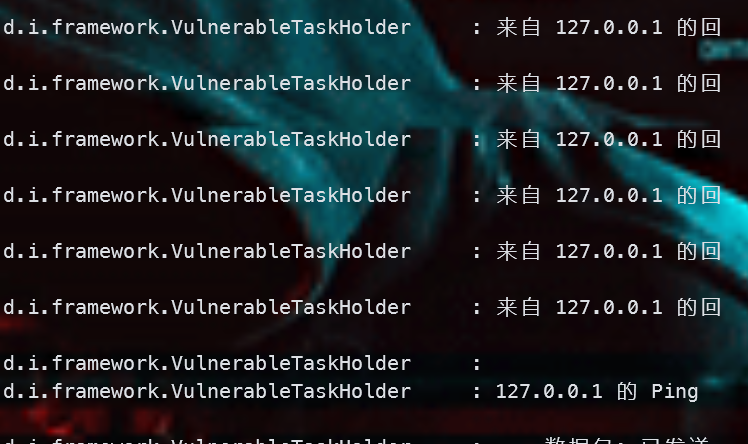 d.i.framework.VulnerableTaskHolder : 来自 127.0.0.1 的回
d.i.framework.VulnerableTaskHolder : 来自 127.0.0.1 的回
d.i.framework.VulnerableTaskHolder : 来自 127.0.0.1 的回
d.i.framework.VulnerableTaskHolder : 来自 127.0.0.1 的回
d.i.framework.VulnerableTaskHolder : 来自 127.0.0.1 的回
d.i.framework.VulnerableTaskHolder : 来自 127.0.0.1 的回
d.i.framework.VulnerableTaskHolder :
d.i.framework.VulnerableTaskHolder : 127.0.0.1 的 Ping
d.i.framework.VulnerableTaskHolder : 数据包: 已发送